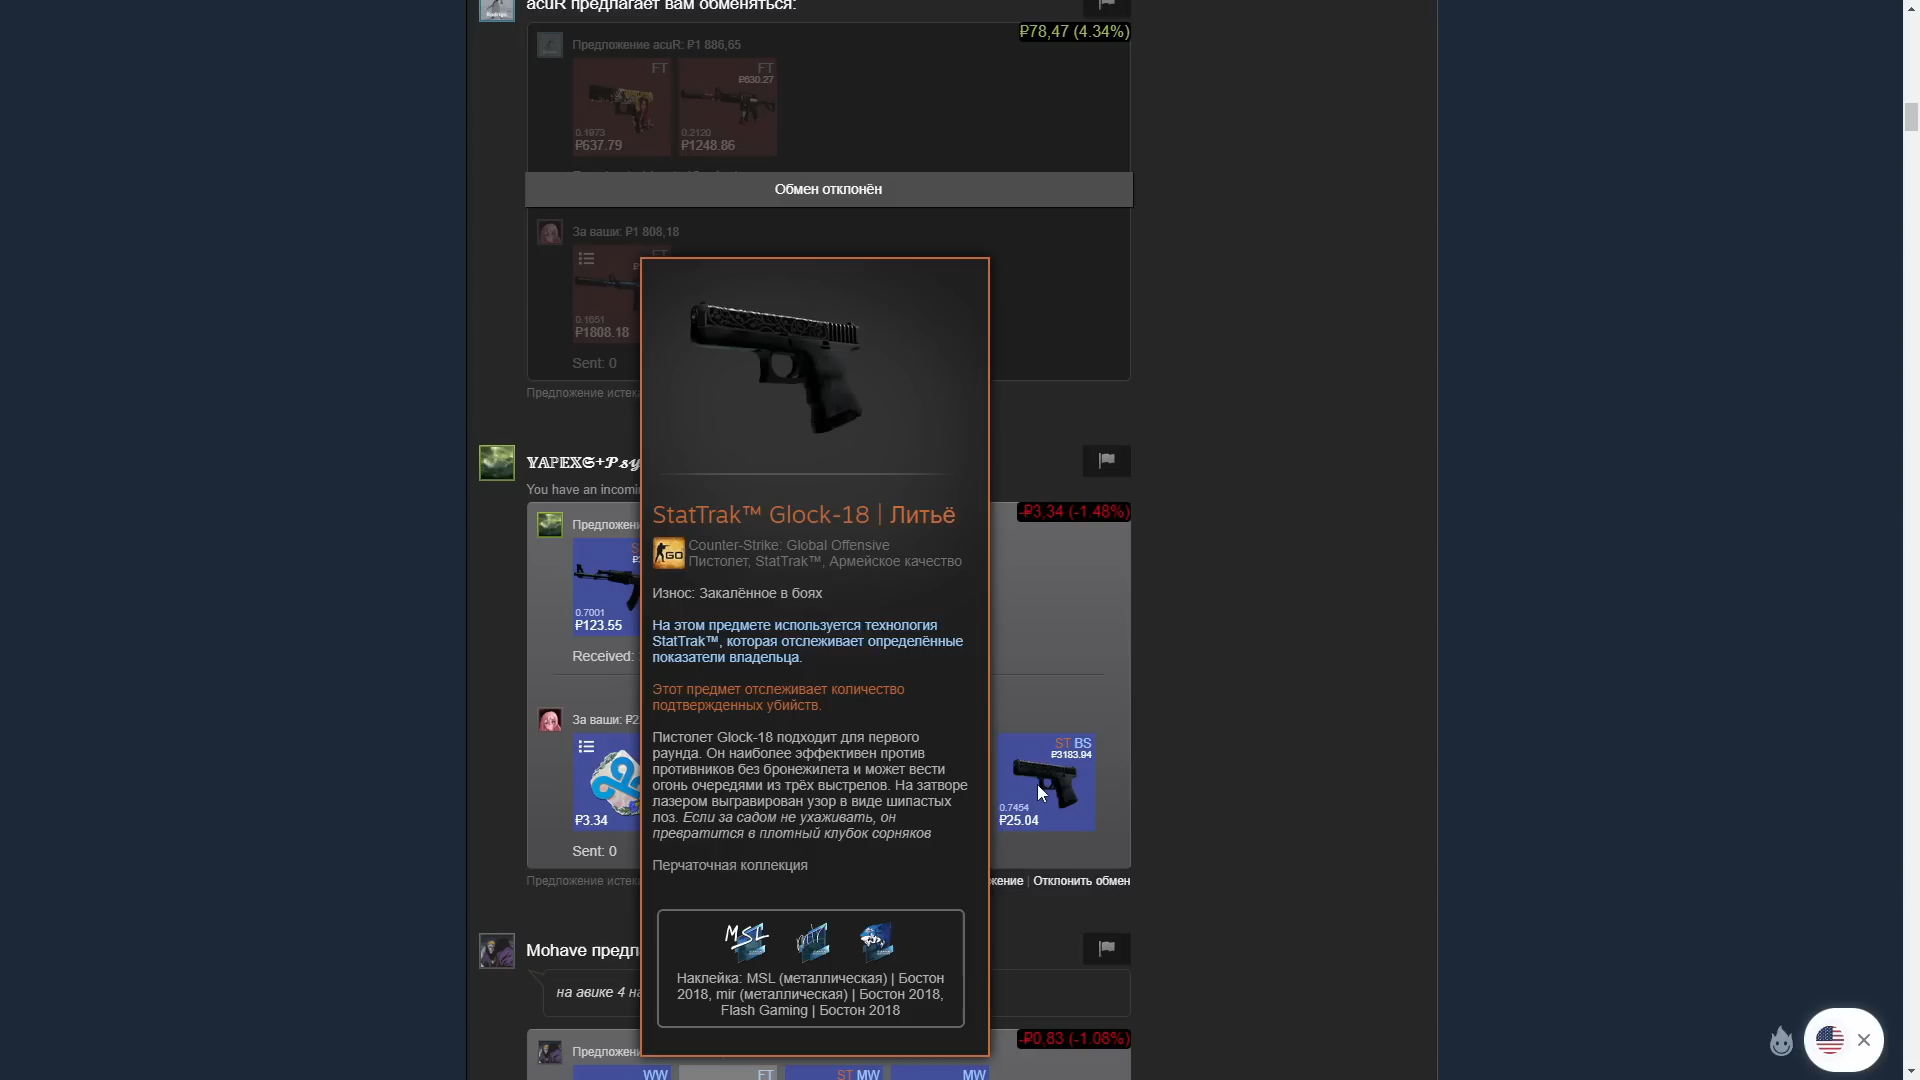 acuR предлагает вам обменяться:
₽78,47 (4.34%)
Предложение acuR: ₽1 886,65
FT
0.1973
₽637.79
FT
₽630.27
0.2120
₽1248.86
Обмен отклонён
За ваши: ₽1 808,18
FT
0.1651
₽1808.18
Sent: 0
Предложение истек
𝕐𝔸ℙ𝔼𝕏𝕊+𝓟𝓼𝔂
You have an incomi
-₽3,34 (-1.48%)
Предложени
0.7001
₽123.55
Received:
За ваши: ₽2
₽3.34
Sent: 0
ST BS
₽3183.94
0.7454
₽25.04
Предложение истек
жение | Отклонить обмен
StatTrak™ Glock-18 | Литьё
GO
Counter-Strike: Global Offensive
Пистолет, StatTrak™, Армейское качество
Износ: Закалённое в боях
На этом предмете используется технология
StatTrak™, которая отслеживает определённые
показатели владельца.
Этот предмет отслеживает количество
подтвержденных убийств.
Пистолет Glock-18 подходит для первого
раунда. Он наиболее эффективен против
противников без бронежилета и может вести
огонь очередями из трёх выстрелов. На затворе
лазером выгравирован узор в виде шипастых
лоз. Если за садом не ухаживать, он
превратится в плотный клубок сорняков
Перчаточная коллекция
MSL
Наклейка: MSL (металлическая) | Бостон
2018, mir (металлическая) | Бостон 2018,
Flash Gaming | Бостон 2018
Mohave предл
на авике 4 на
-₽0,83 (-1.08%)
Предложени
WW
FT
ST MW
MW